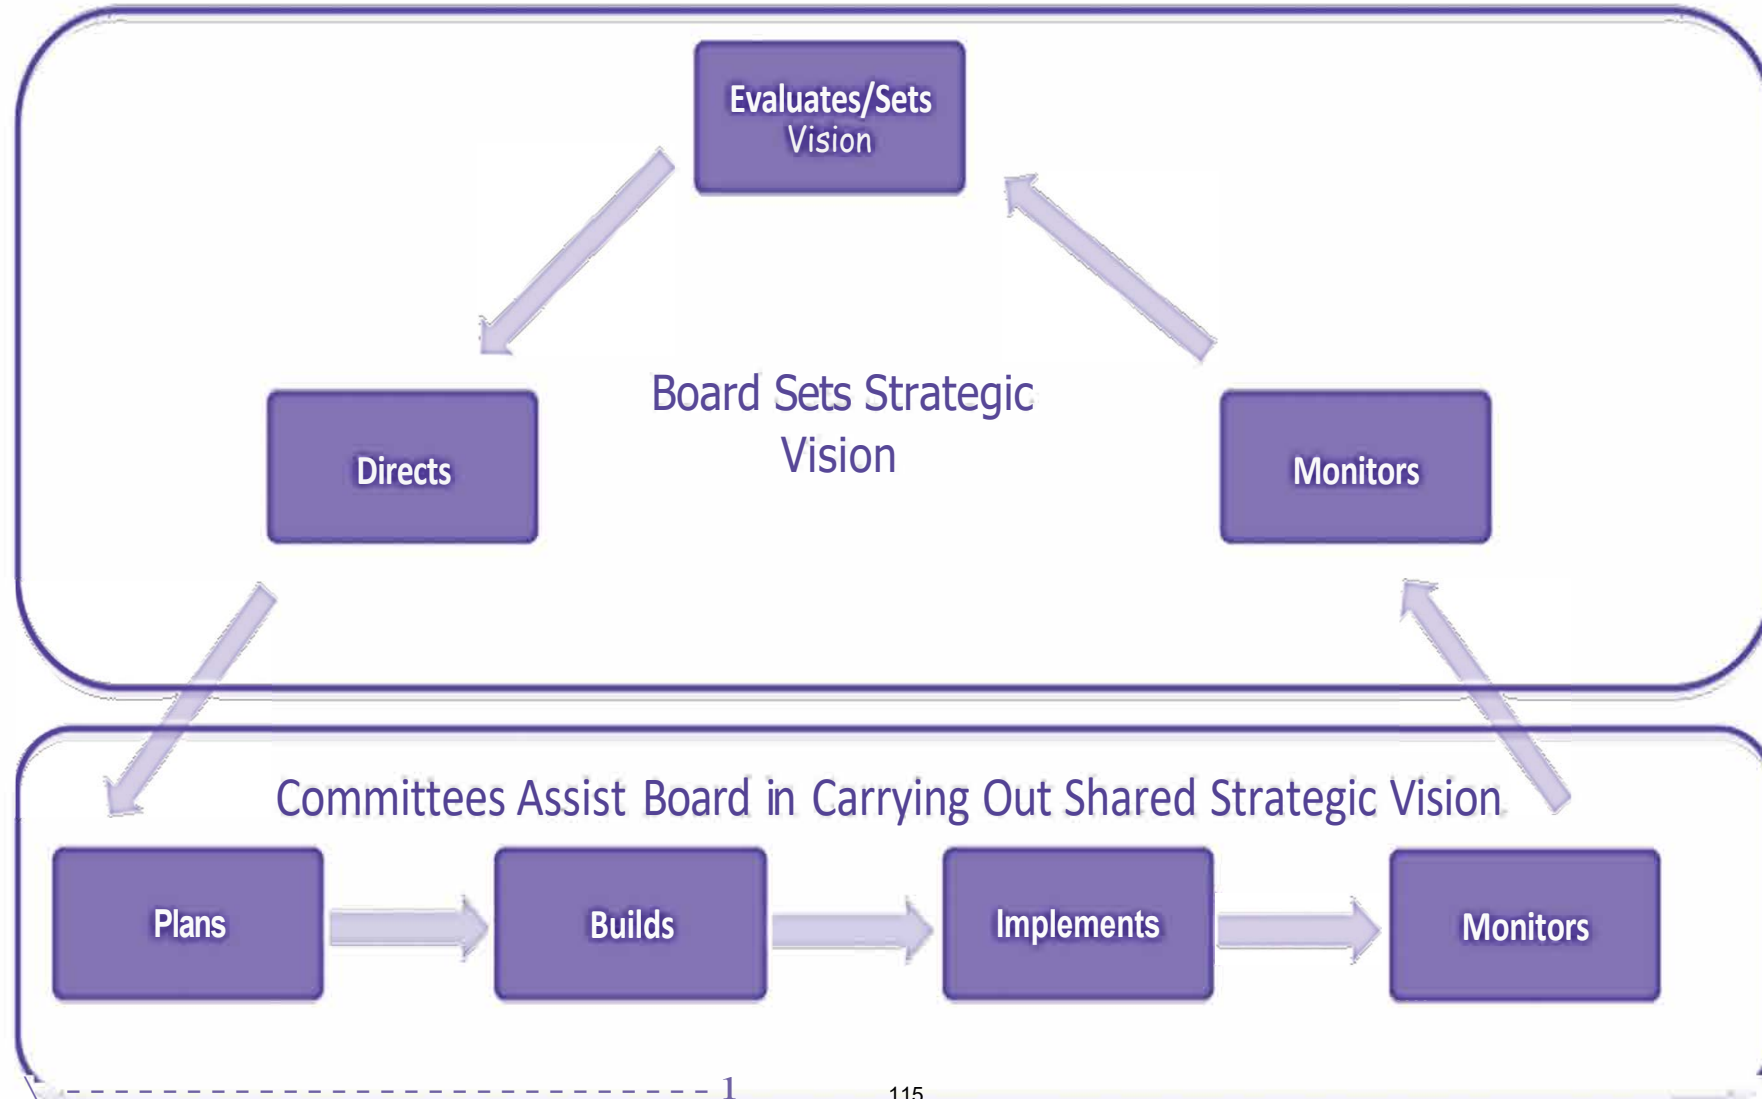 Evaluates/Sets
Vision
Board Sets Strategic
Vision
Directs
Monitors
Committees Assist Board in Carrying Out Shared Strategic Vision
Plans
Builds
Implements
Monitors
1
115